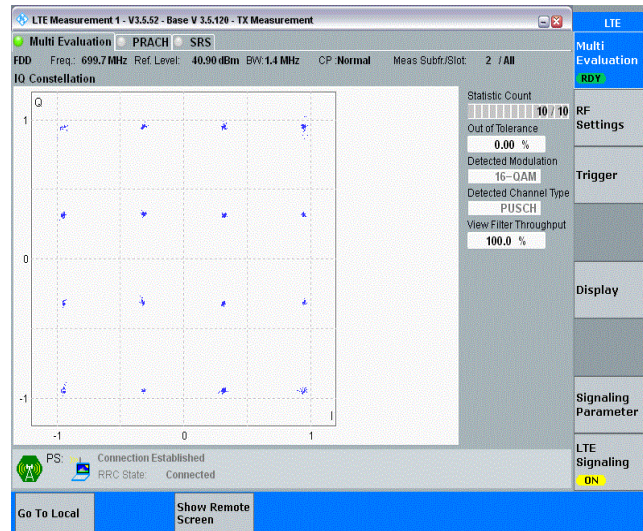 LTE Measurement 1 - V3.5.52 - Base V 3.5.120 - TX Measurement
LTE
Multi Evaluation PRACH SRS
Multi
Evaluation
RDY
FDD Freq.: 699.7 MHz Ref. Level: 40.90 dBm BW: 1.4 MHz CP :Normal Meas Subfr./Slot: 2 / All
IQ Constellation
Statistic Count
10 / 10
Out of Tolerance
0.00 %
Detected Modulation
16-QAM
Detected Channel Type
PUSCH
View Filter Throughput
100.0 %
Q
1
0
-1
I
-1 0 1
RF
Settings
Trigger
Display
Signaling
Parameter
LTE
Signaling
ON
PS: Connection Established
RRC State: Connected
Go To Local
Show Remote
Screen